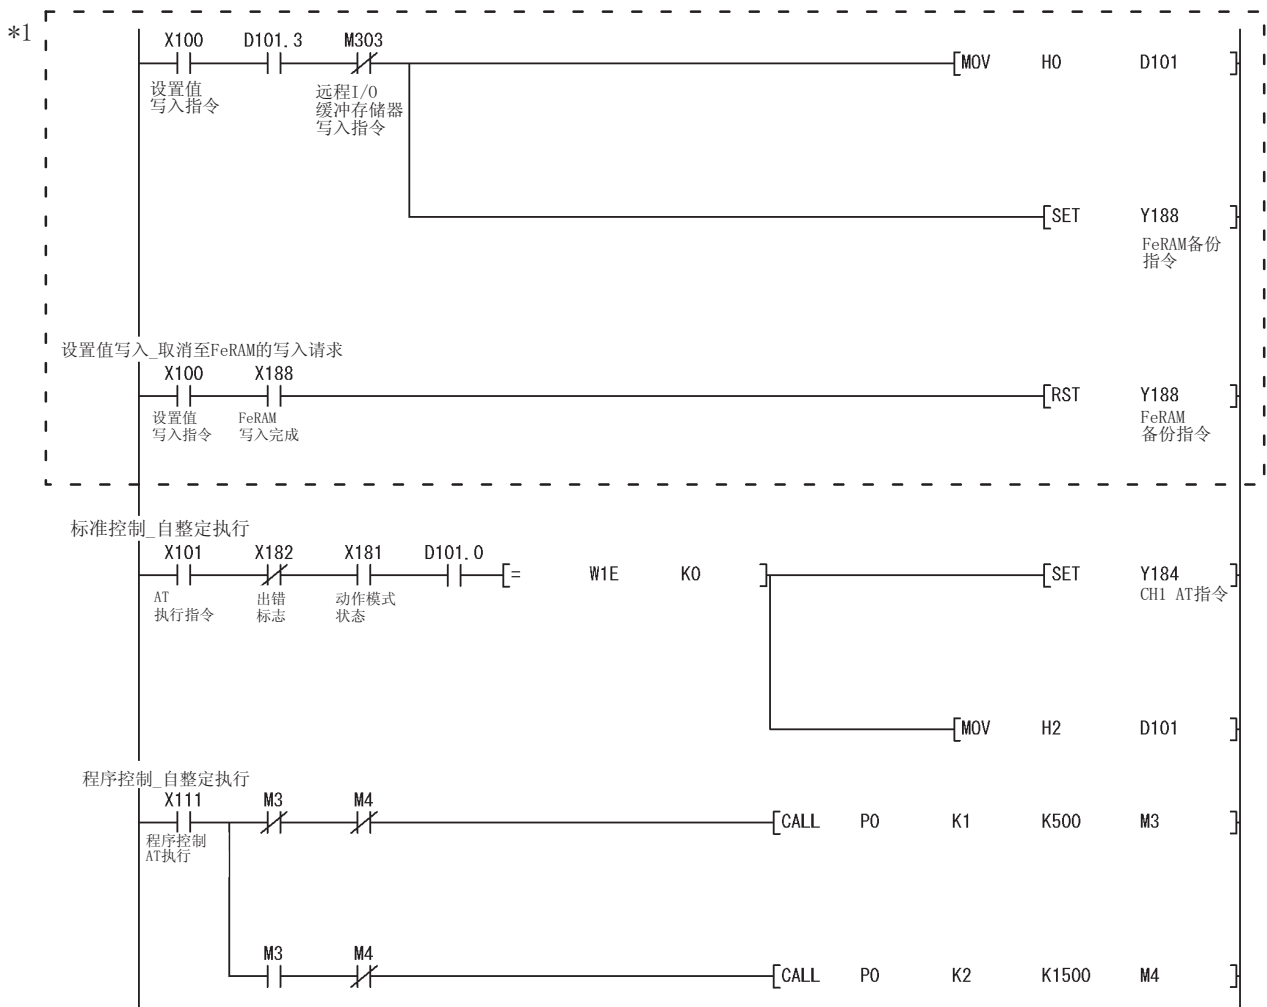 *1
X100 D101.3 M303
[MOV H0 D101 ]
设置值
写入指令
远程I/O
缓冲存储器
写入指令
[SET Y188 ]
FeRAM备份
指令
设置值写入_取消至FeRAM的写入请求
X100 X188
[RST Y188 ]
设置值
写入指令
FeRAM
写入完成
FeRAM
备份指令
标准控制_自整定执行
X101 X182 X181 D101.0
[= W1E K0 ]
[SET Y184 ]
AT
执行指令
出错
标志
动作模式
状态
CH1 AT指令
[MOV H2 D101 ]
程序控制_自整定执行
X111 M3 M4
[CALL P0 K1 K500 M3 ]
程序控制
AT执行
M3 M4
[CALL P0 K2 K1500 M4 ]